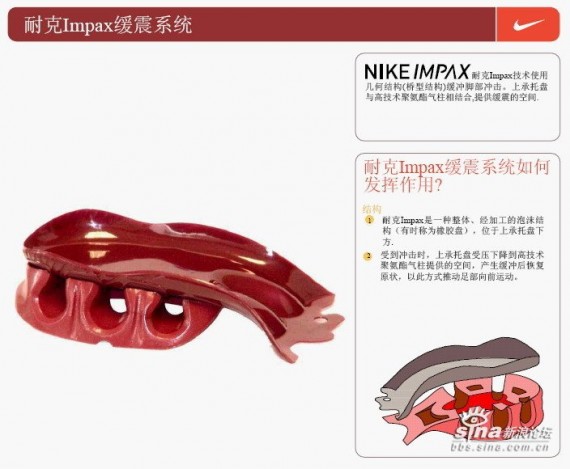 耐克Impax缓震系统
NIKE IMPAX 耐克Impax技术使用
几何结构(桥型结构)缓冲脚部冲击。上承托盘
与高技术聚氨酯气柱相结合,提供缓震的空间.
耐克Impax缓震系统如何
发挥作用?
结构
1 耐克Impax是一种整体、经加工的泡沫结
构（有时称为橡胶盘），位于上承托盘下
方.
2 受到冲击时，上承托盘受压下降到高技术
聚氨酯气柱提供的空间，产生缓冲后恢复
原状，以此方式推动足部向前运动。
sina 新浪论坛
bbs.sina.com.cn